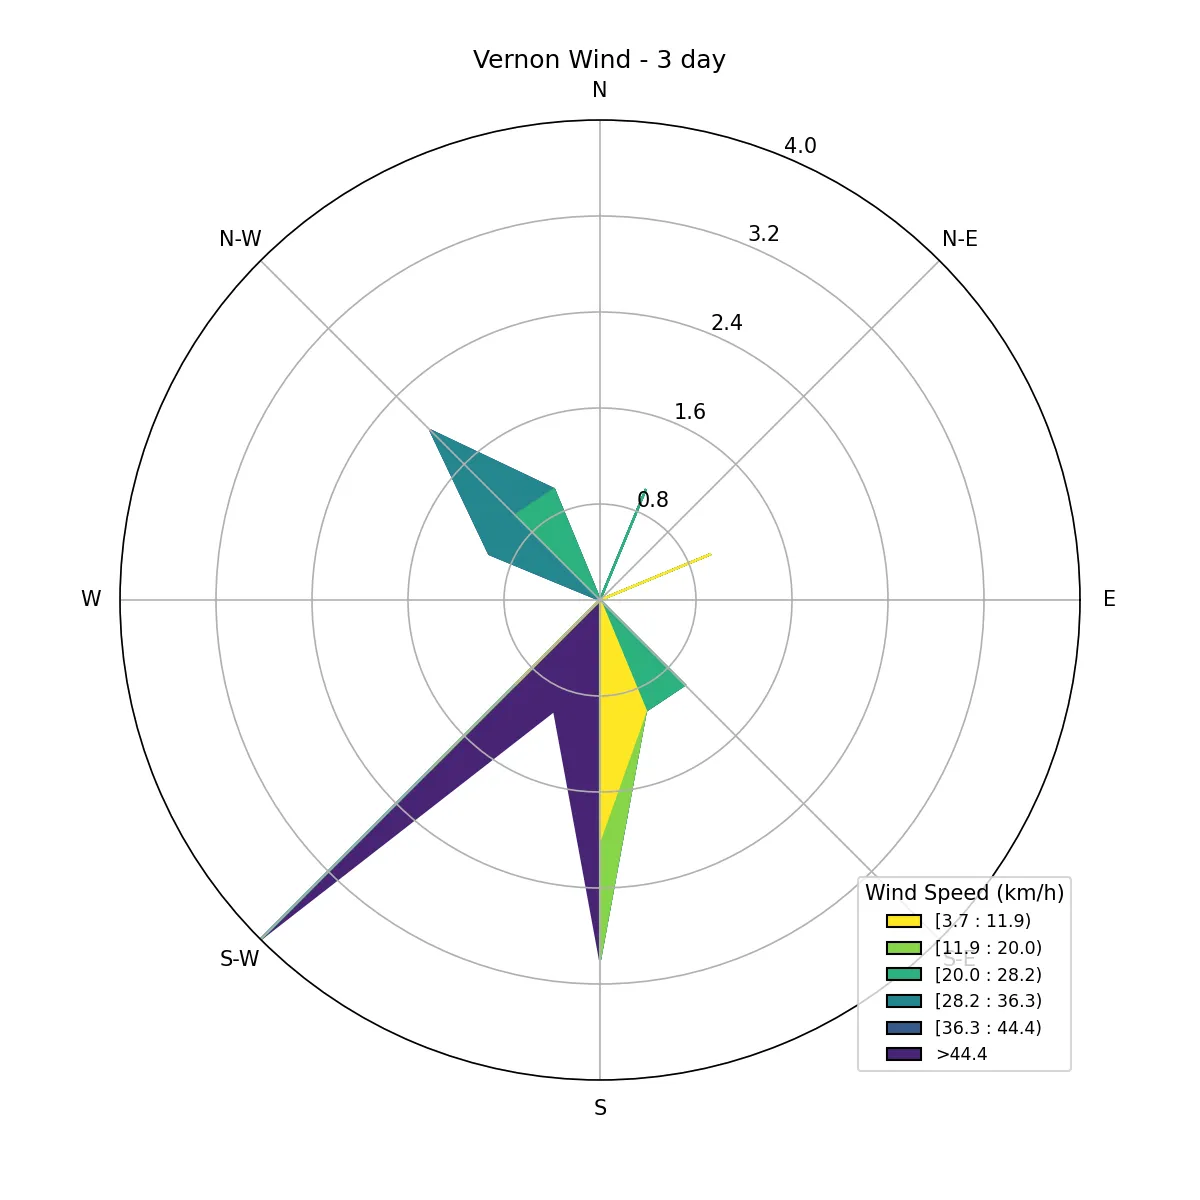 Vernon Wind - 3 day
N
4.0
N-W
3.2
N-E
2.4
1.6
0.8
W
E
S-W
S-E
S
Wind Speed (km/h)
[3.7 : 11.9)
[11.9 : 20.0)
[20.0 : 28.2)
[28.2 : 36.3)
[36.3 : 44.4)
>44.4